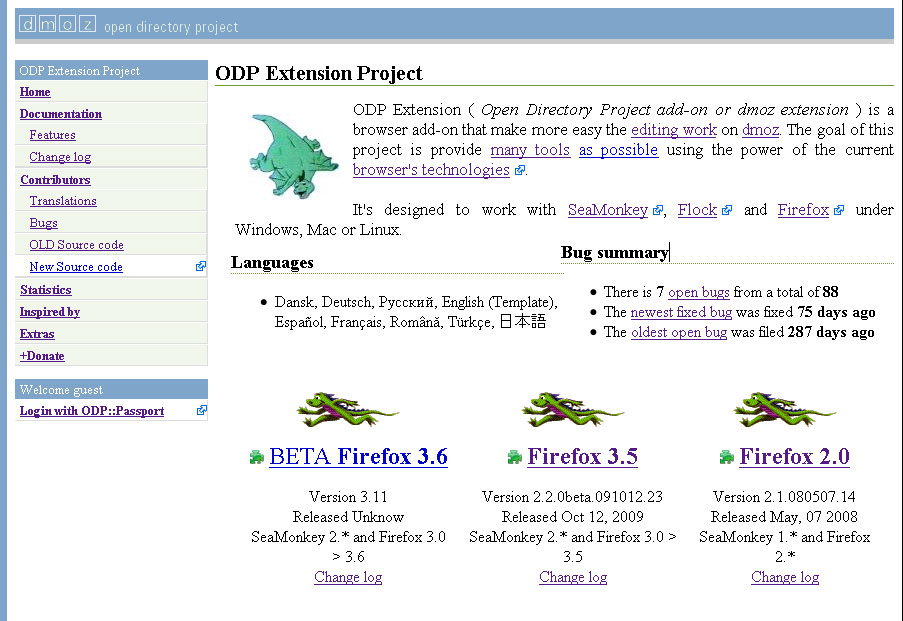 dmoz open directory project
ODP Extension Project
Home
Documentation
Features
Change log
Contributors
Translations
Bugs
OLD Source code
New Source code
Statistics
Inspired by
Extras
+Donate
Welcome guest
Login with ODP::Passport
ODP Extension Project
ODP Extension ( Open Directory Project add-on or dmoz extension ) is a
browser add-on that make more easy the editing work on dmoz. The goal of this
project is provide many tools as possible using the power of the current
browser's technologies.
It's designed to work with SeaMonkey, Flock and Firefox under
Windows, Mac or Linux.
Languages
Dansk, Deutsch, Русский, English (Template),
Español, Français, Română, Türkçe, 日本語
Bug summary
There is 7 open bugs from a total of 88
The newest fixed bug was fixed 75 days ago
The oldest open bug was filed 287 days ago
BETA Firefox 3.6
Version 3.11
Released Unknow
SeaMonkey 2.* and Firefox 3.0
> 3.6
Change log
Firefox 3.5
Version 2.2.0beta.091012.23
Released Oct 12, 2009
SeaMonkey 2.* and Firefox 3.0 >
3.5
Change log
Firefox 2.0
Version 2.1.080507.14
Released May, 07 2008
SeaMonkey 1.* and Firefox
2.*
Change log